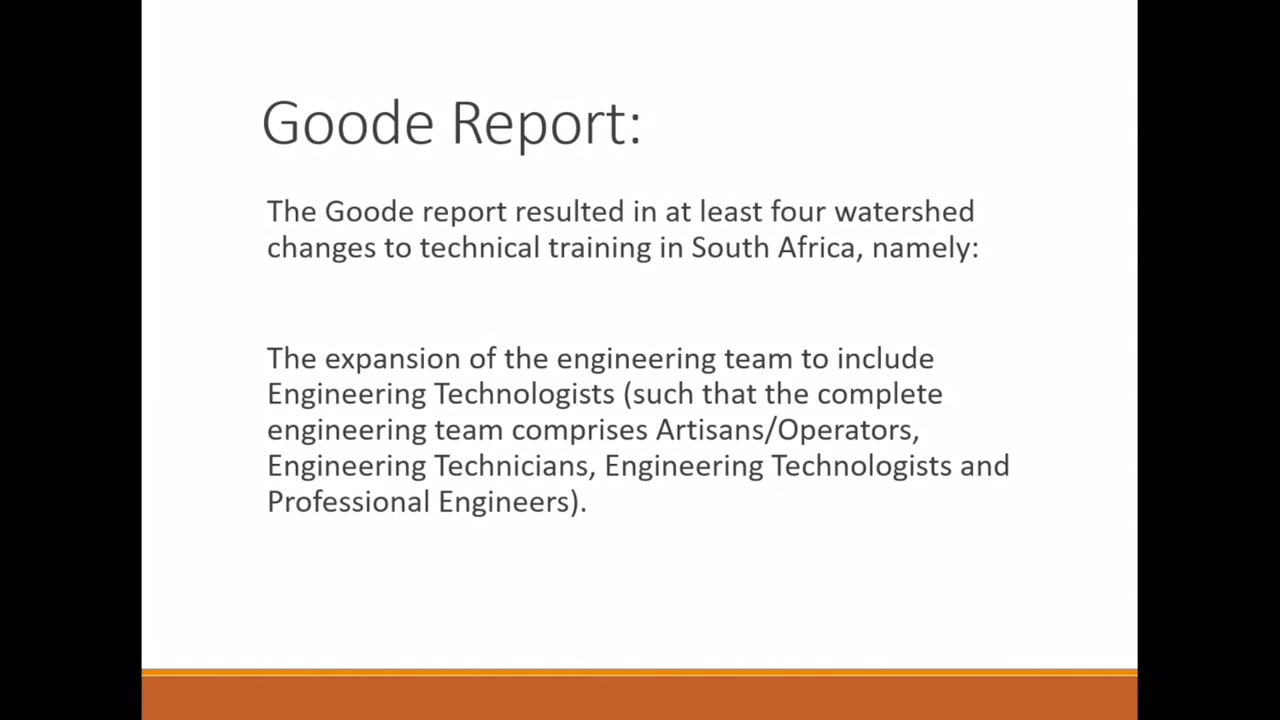 Goode Report:
The Goode report resulted in at least four watershed
changes to technical training in South Africa, namely:
The expansion of the engineering team to include
Engineering Technologists (such that the complete
engineering team comprises Artisans/Operators,
Engineering Technicians, Engineering Technologists and
Professional Engineers).